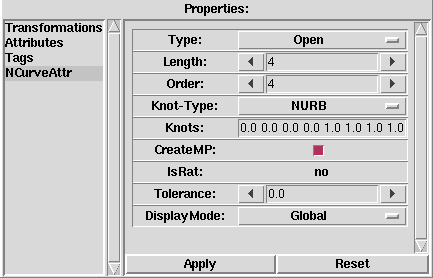 Properties:
Transformations
Attributes
Tags
NCurveAttr
Type: Open
Length: 4
Order: 4
Knot-Type: NURB
Knots: 0.0 0.0 0.0 0.0 1.0 1.0 1.0 1.0
CreateMP:
IsRat: no
Tolerance: 0.0
DisplayMode: Global
Apply Reset